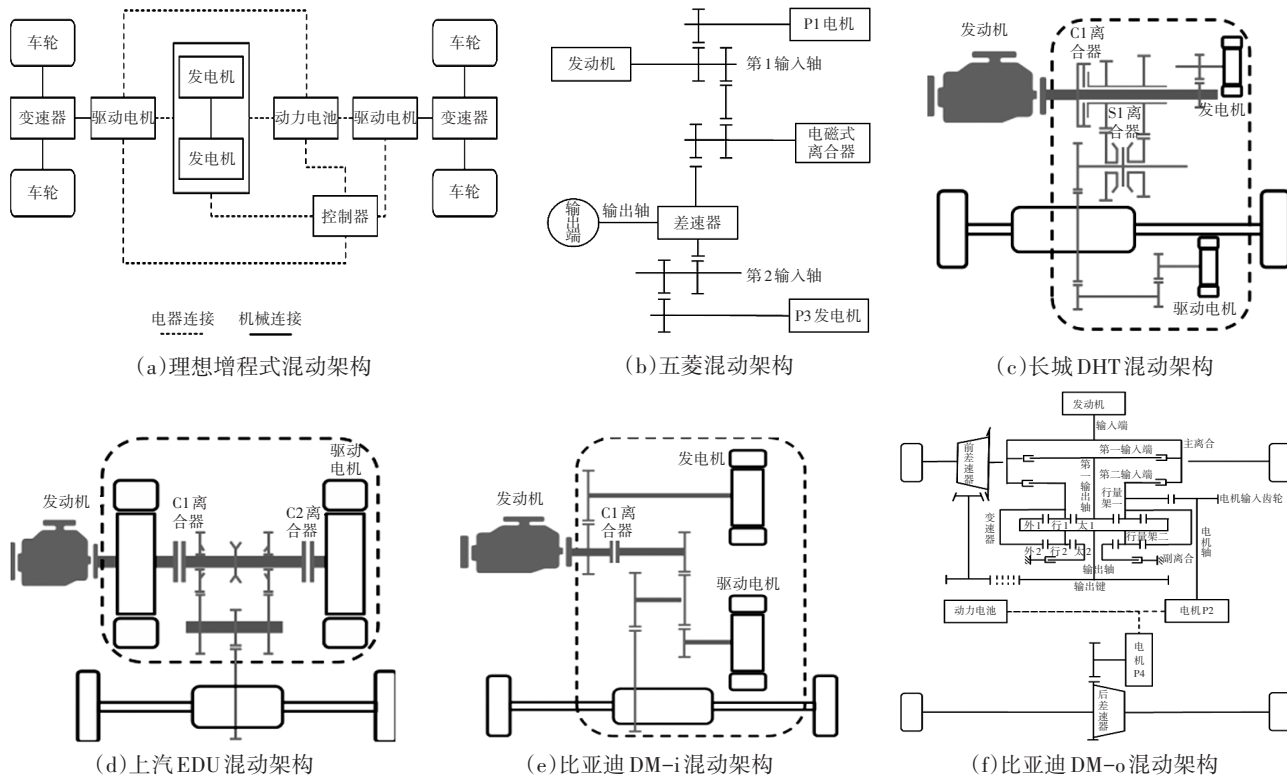 车轮
发电机
车轮
变速器
驱动电机
动力电池
驱动电机
变速器
发电机
车轮
车轮
控制器
电器连接
机械连接
(a)理想增程式混动架构
P1电机
发动机
第1输入轴
电磁式
离合器
输出端
输出轴
差速器
第2输入轴
P3发电机
(b)五菱混动架构
发动机
C1离
合器
发电机
S1离
合器
驱动电机
(c)长城DHT混动架构
驱动
电机
发动机
C1离
合器
C2离
合器
(d)上汽EDU混动架构
发电机
发动机
C1离
合器
驱动电机
(e)比亚迪DM-i混动架构
发动机
输入端
前差速器
第一输入端
主离合
第一输出轴
第二输入端
行量架一
电机输入齿轮
变速器
外1
行1
太1
电机轴
行量架二
外2
行2
太2
副离合
输出轴
输出键
动力电池
电机P2
电机
P4
后差速器
(f)比亚迪DM-o混动架构